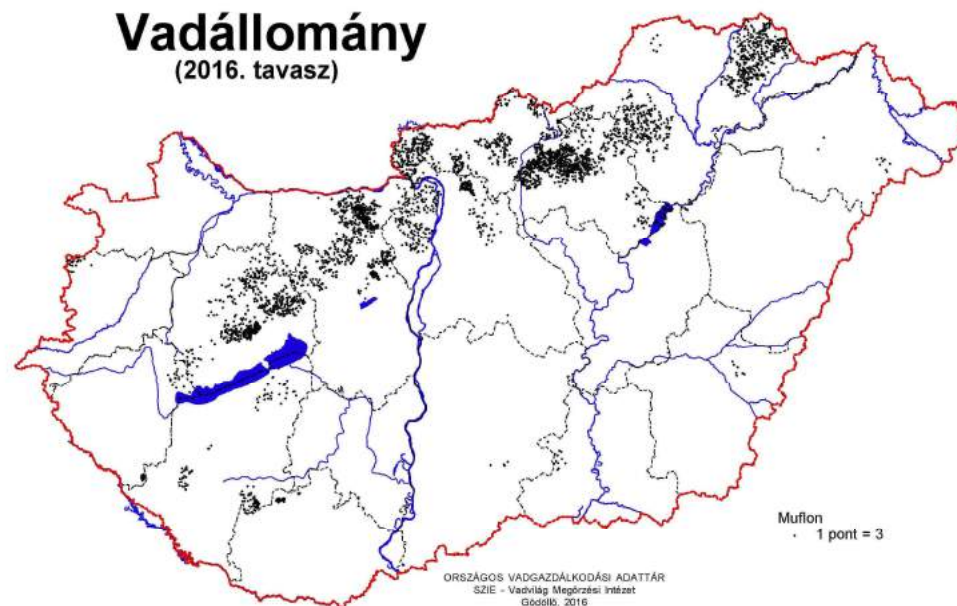 Vadállomány
(2016. tavasz)
Muflon
1 pont = 3
ORSZÁGOS VADGAZDÁLKODÁSI ADATTÁR
SZIE - Vadvilág Megőrzési Intézet
Gödöllő, 2016